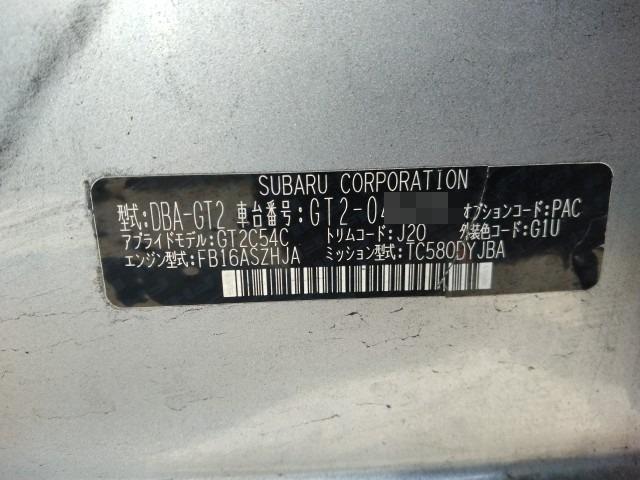 SUBARU CORPORATION
型式:DBA-GT2 車台番号:GT2-04 オプションコード:PAC
アプライドモデル:GT2C54C トリムコード:J20 外装色コード:G1U
エンジン型式:FB16ASZHJA ミッション型式:TC580DYJBA